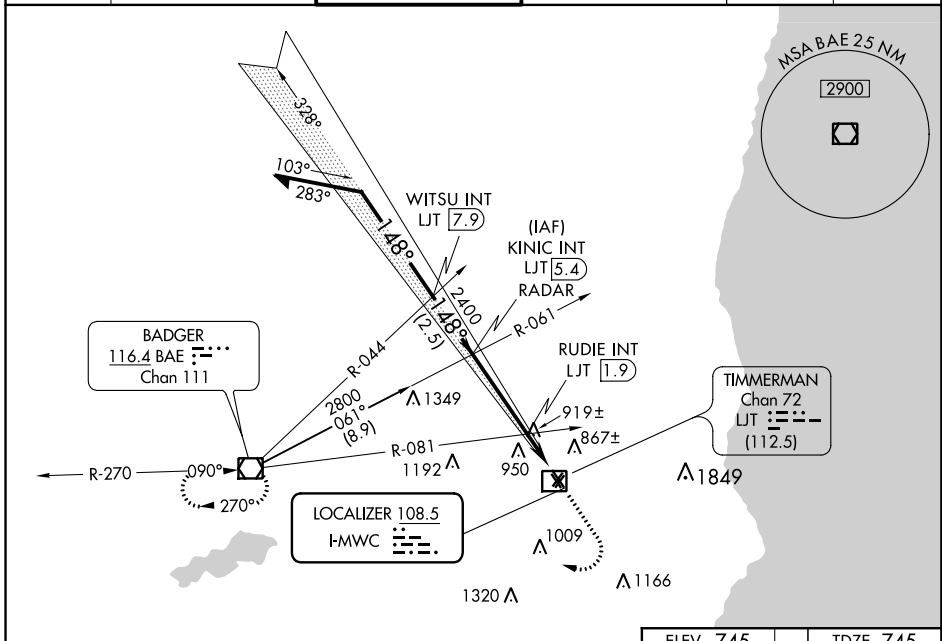 MSA BAE 25 NM
2900
328°
103°
283°
148°
WITSU INT
LJT 7.9
(IAF)
KINIC INT
LJT 5.4
RADAR
148°
2400
(2.5)
R-061
BADGER
116.4 BAE
Chan 111
R-044
RUDIE INT
LJT 1.9
2800
061°
(8.9)
1349
919±
TIMMERMAN
Chan 72
LJT
(112.5)
R-081
867±
1192
950
1849
R-270
090°
270°
LOCALIZER 108.5
I-MWC
1009
1166
1320
ELEV 745
TDZE 745